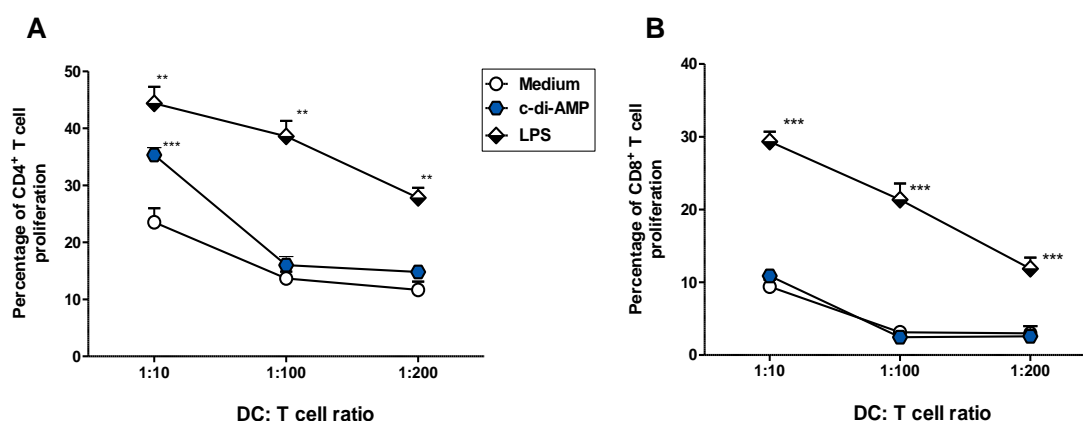 A
Percentage of CD4+ T cell
proliferation
50
40
30
20
10
0
**
***
**
**
1:10
1:100
1:200
DC: T cell ratio
Medium
c-di-AMP
LPS
B
Percentage of CD8+ T cell
proliferation
40
30
20
10
0
***
***
***
1:10
1:100
1:200
DC: T cell ratio